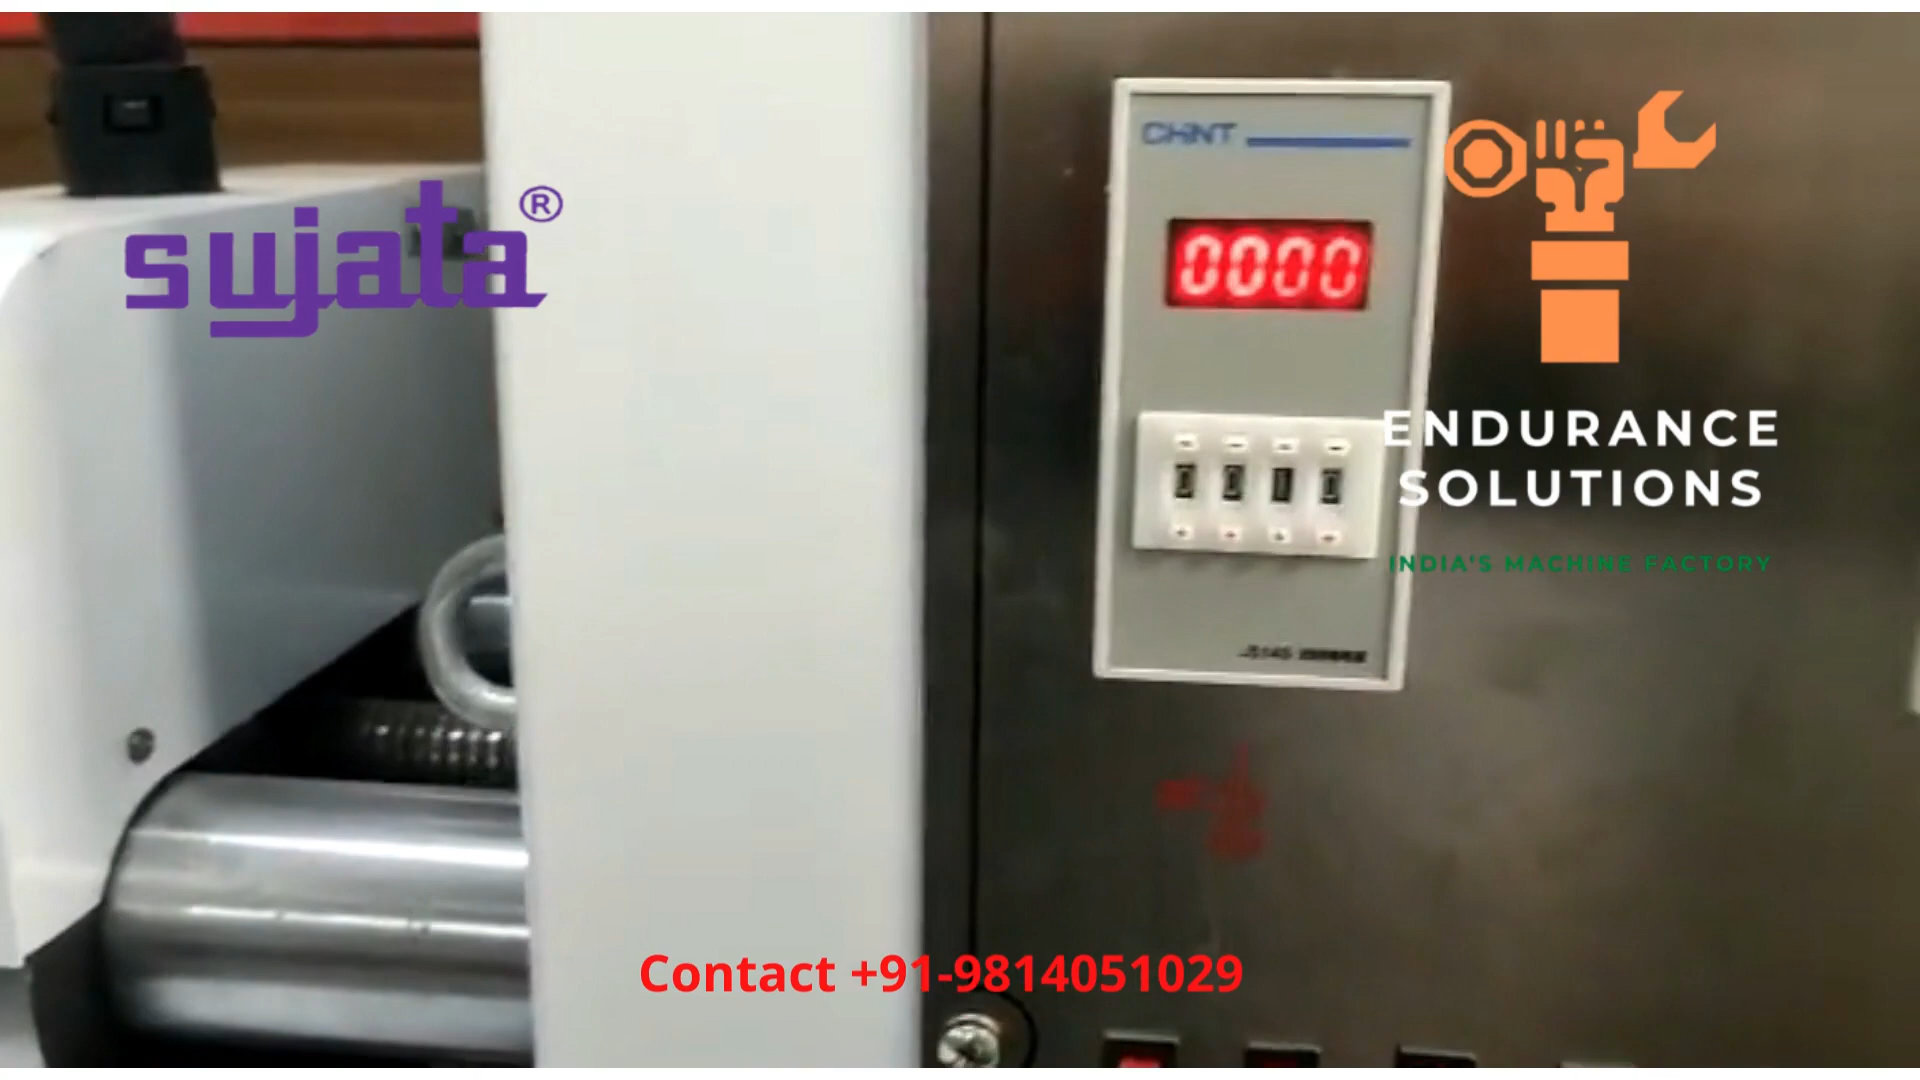 sujata®
CHNT
0000
ENDURANCE
SOLUTIONS
INDIA'S MACHINE FACTORY
Contact +91-9814051029